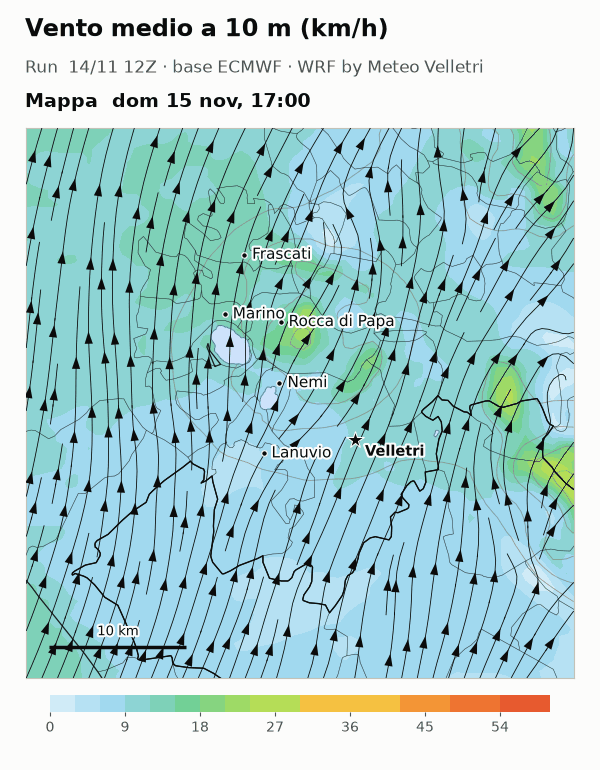 Vento medio a 10 m (km/h)
Run 14/11 12Z · base ECMWF · WRF by Meteo Velletri
Mappa dom 15 nov, 17:00
Frascati
Marino
Rocca di Papa
Nemi
Velletri
Lanuvio
10 km
0 9 18 27 36 45 54